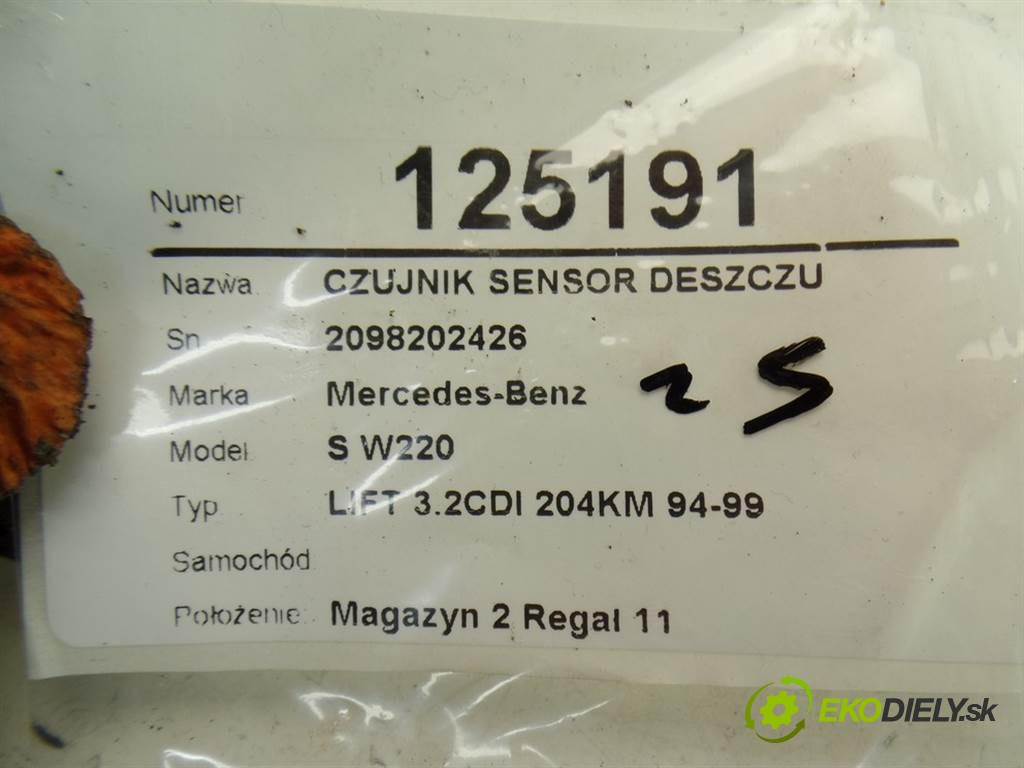 Numer 125191
Nazwa CZUJNIK SENSOR DESZCZU
Sn 2098202426
Marka Mercedes-Benz
Model S W220
Typ LIFT 3.2CDI 204KM 94-99
Samochód
Położenie: Magazyn 2 Regal 11
25
EKODIELY.sk